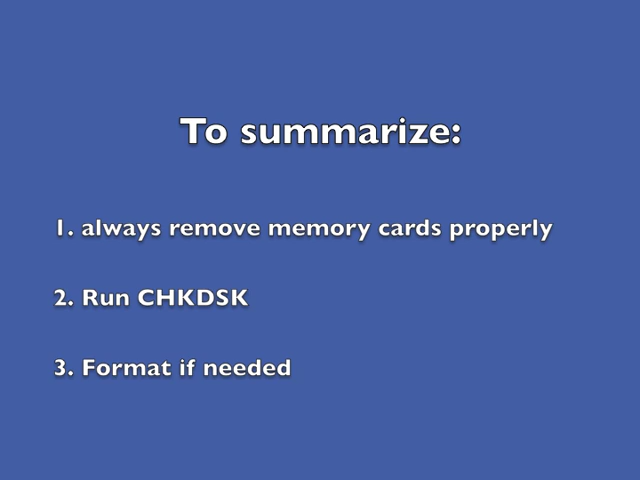 To summarize:
1. always remove memory cards properly
2. Run CHKDSK
3. Format if needed